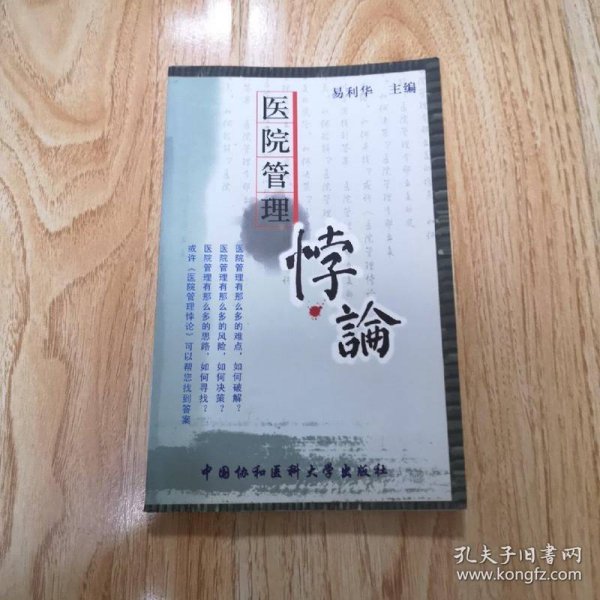 易利华 主编
医院管理
悖論
医院管理有那么多的难点，如何破解？
医院管理有那么多的风险，如何决策？
医院管理有那么多的思路，如何寻找？
或许《医院管理悖论》可以帮您找到答案
中国协和医科大学出版社
孔夫子旧书网
www.kongfz.com